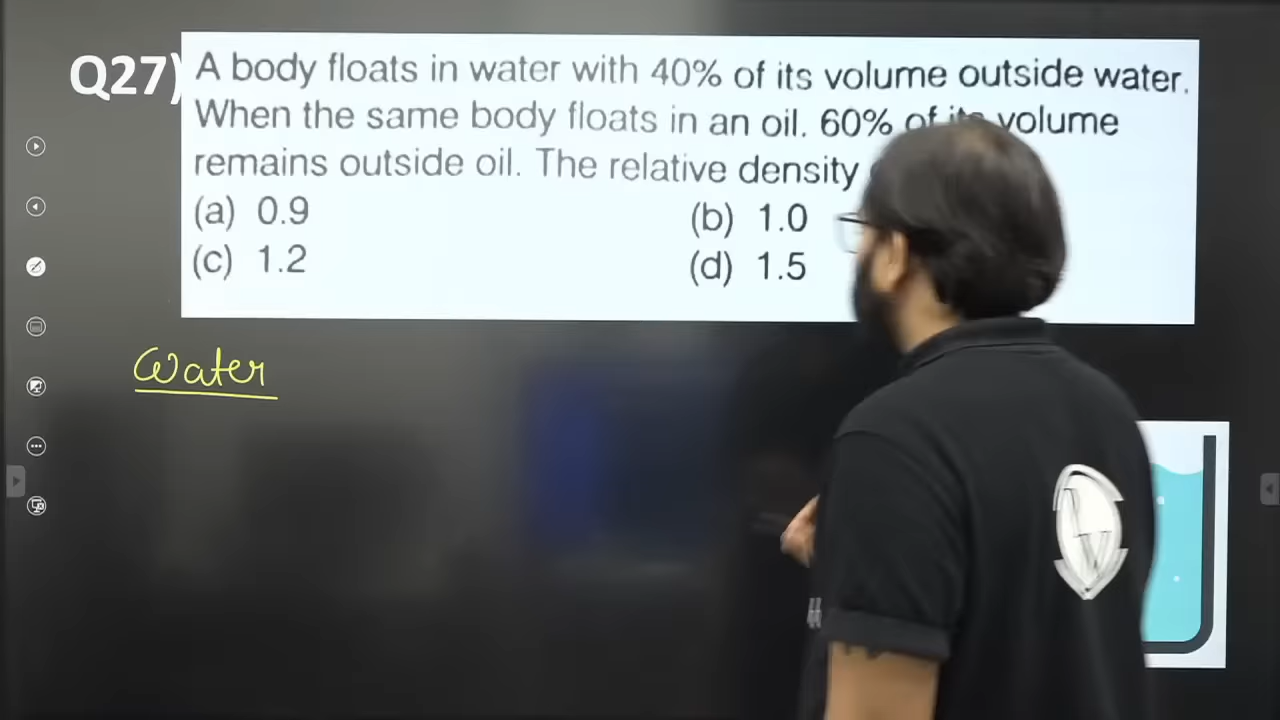 Q27) A body floats in water with 40% of its volume outside water.
When the same body floats in an oil. 60% of its volume
remains outside oil. The relative density
(a) 0.9 (b) 1.0
(c) 1.2 (d) 1.5
Water